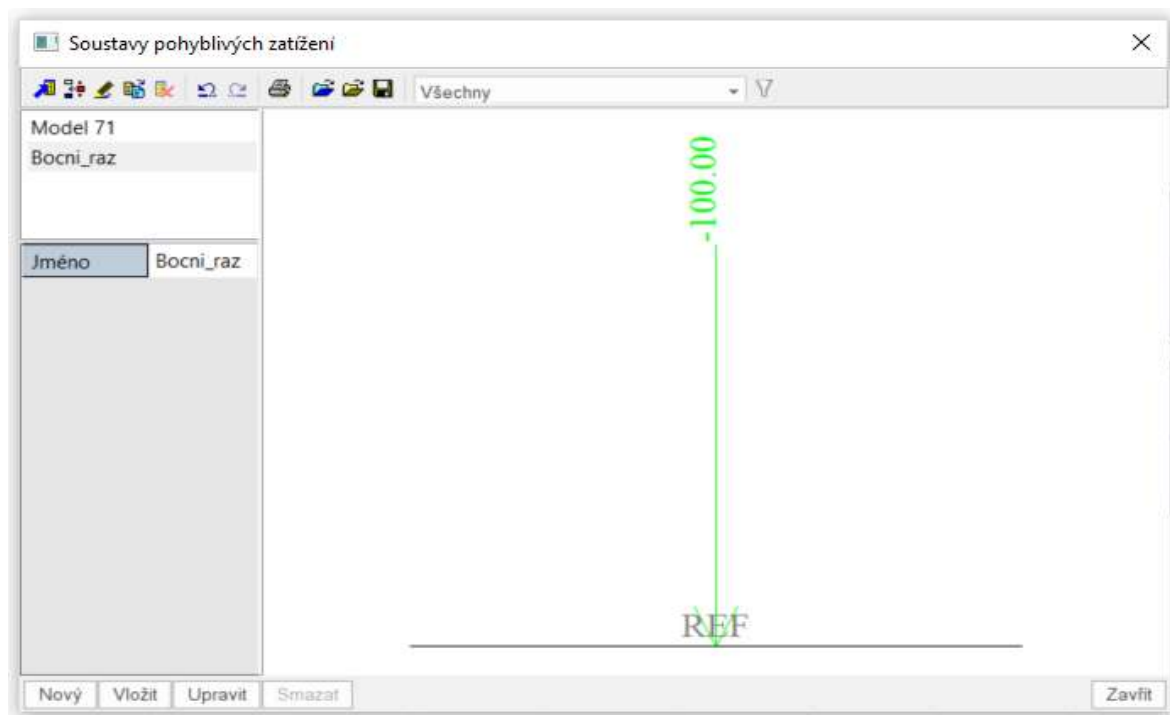 Soustavy pohyblivých zatížení
Všechny
Model 71
Bocni_raz
Jméno Bocni_raz
-100.00
REF
Nový Vložit Upravit Smazat Zavřít